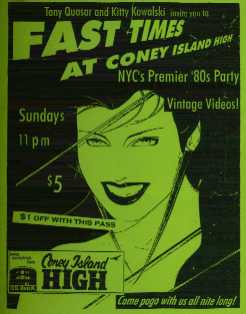 Tony Quasar and Kitty Kowalski invite you to
FAST TIMES
AT CONEY ISLAND HIGH
NYC's Premier '80s Party
Vintage Videos!
Sundays
11 pm
$5
$1 OFF WITH THIS PASS
Coney Island
HIGH
Come pogo with us all nite long!